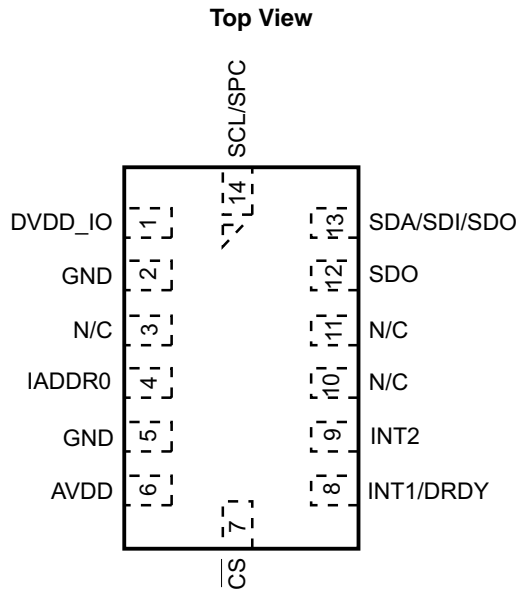 Top View
SCL/SPC
14
DVDD_IO 1 13 SDA/SDI/SDO
GND 2 12 SDO
N/C 3 11 N/C
IADDR0 4 10 N/C
GND 5 9 INT2
AVDD 6 8 INT1/DRDY
7
CS